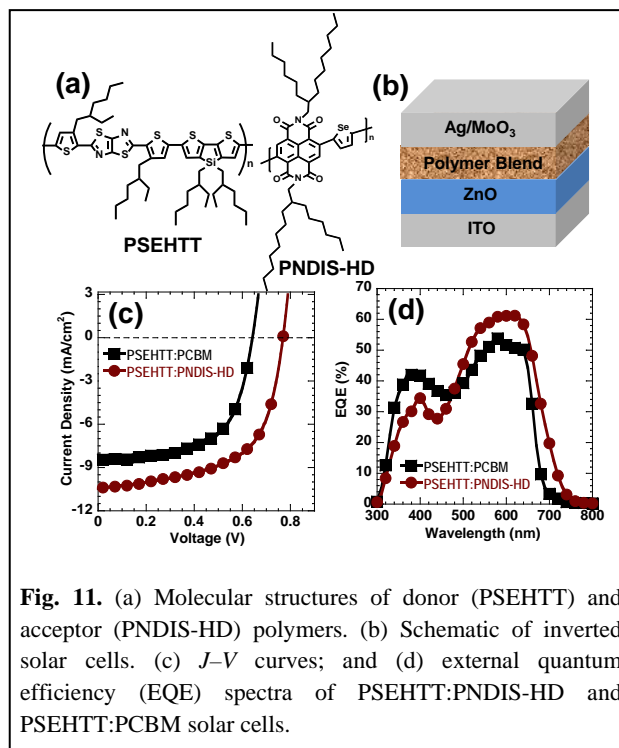 (a)
(b)
S
N
S
N
S
S
S
S
Si
n
PSEHTT
O
N
O
Se
n
O
N
O
PNDIS-HD
Ag/MoO3
Polymer Blend
ZnO
ITO
(c)
3
0
-3
-6
-9
-12
Current Density (mA/cm²)
PSEHTT:PCBM
PSEHTT:PNDIS-HD
0
0.2
0.4
0.6
0.8
Voltage (V)
(d)
70
60
50
40
30
20
10
0
EQE (%)
PSEHTT:PCBM
PSEHTT:PNDIS-HD
300
400
500
600
700
800
Wavelength (nm)
Fig. 11. (a) Molecular structures of donor (PSEHTT) and
acceptor (PNDIS-HD) polymers. (b) Schematic of inverted
solar cells. (c) J–V curves; and (d) external quantum
efficiency (EQE) spectra of PSEHTT:PNDIS-HD and
PSEHTT:PCBM solar cells.